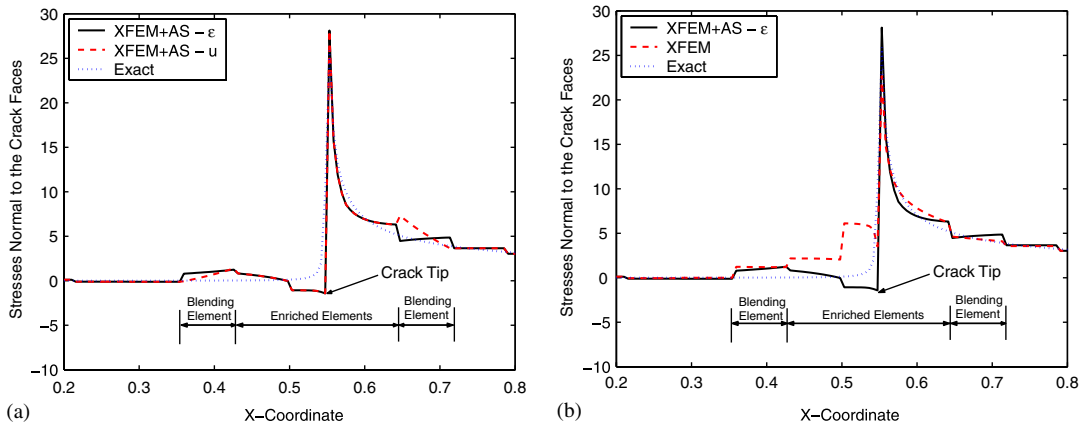 30
25
20
15
10
5
0
−5
−10
Stresses Normal to the Crack Faces
XFEM+AS − ε
XFEM+AS − u
Exact
Crack Tip
Blending
Element
Enriched Elements
Blending
Element
0.2
0.3
0.4
0.5
0.6
0.7
0.8
X−Coordinate
(a)
30
25
20
15
10
5
0
−5
−10
Stresses Normal to the Crack Faces
XFEM+AS − ε
XFEM
Exact
Crack Tip
Blending
Element
Enriched Elements
Blending
Element
0.2
0.3
0.4
0.5
0.6
0.7
0.8
X−Coordinate
(b)